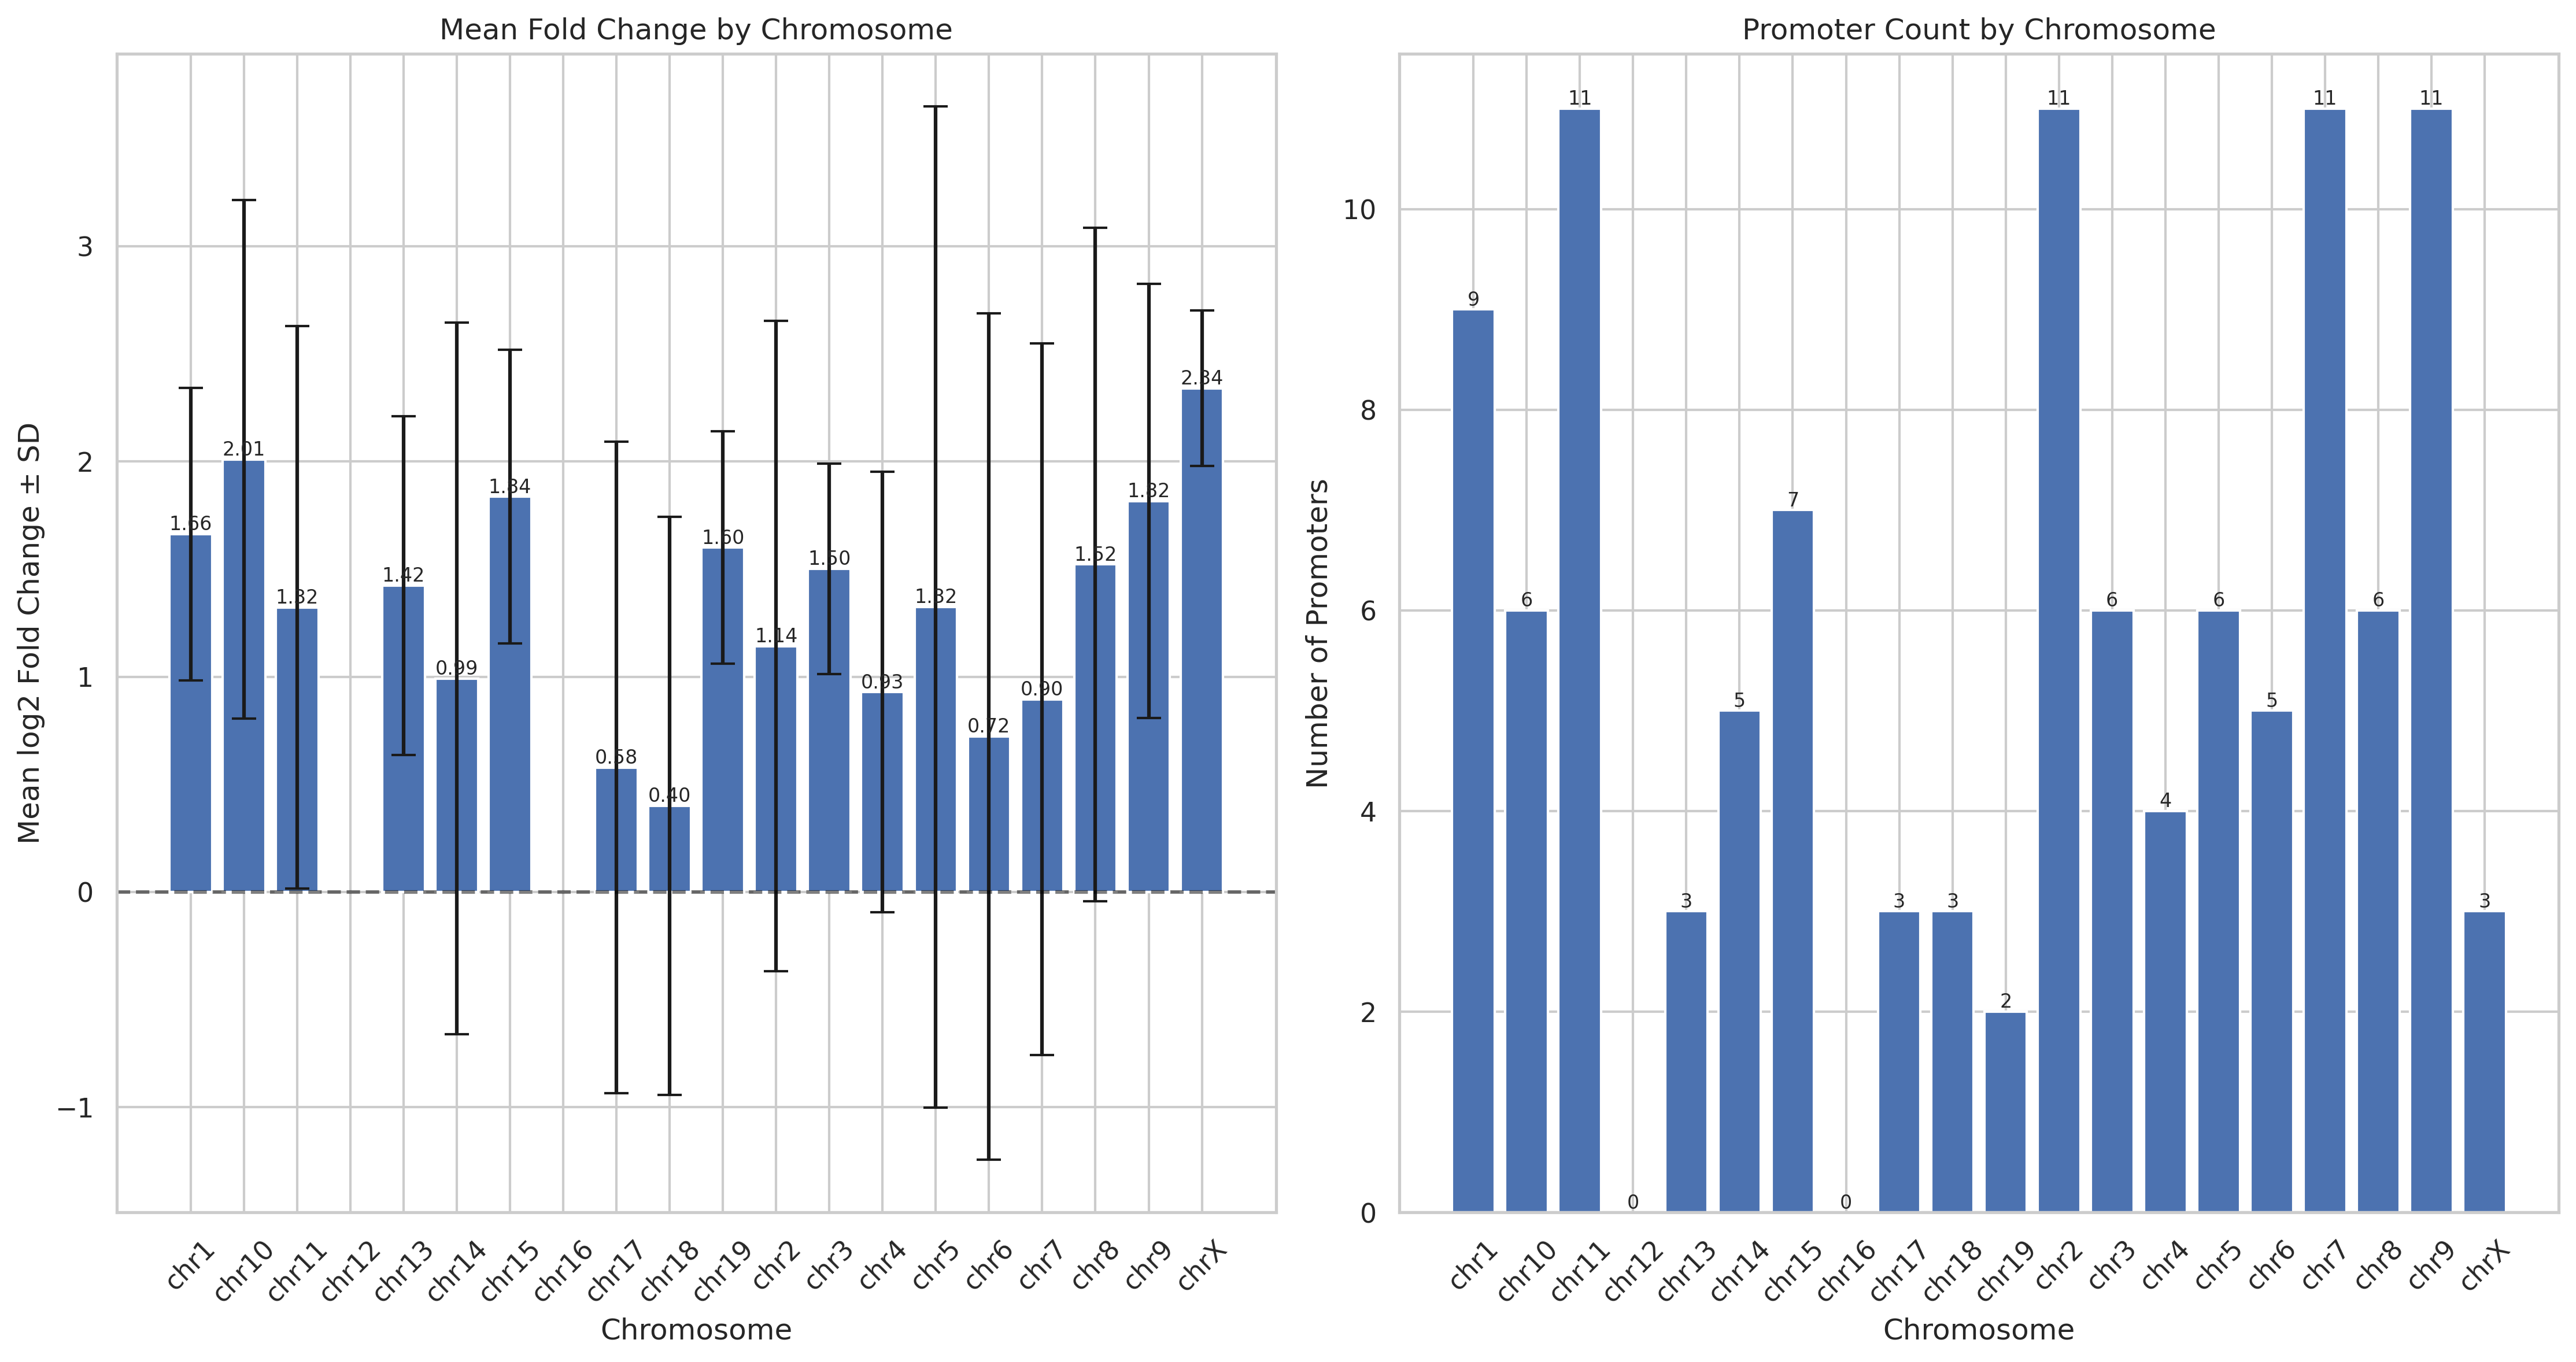 Mean Fold Change by Chromosome
Mean log2 Fold Change ± SD
3
2
1
0
−1
1.66
2.01
1.32
1.42
0.99
1.84
0.58
0.40
1.60
1.14
1.50
0.93
1.32
0.72
0.90
1.52
1.82
2.34
chr1
chr10
chr11
chr12
chr13
chr14
chr15
chr16
chr17
chr18
chr19
chr2
chr3
chr4
chr5
chr6
chr7
chr8
chr9
chrX
Chromosome
Promoter Count by Chromosome
Number of Promoters
10
8
6
4
2
0
9
6
11
0
3
5
7
0
3
3
2
11
6
4
6
5
11
6
11
3
chr1
chr10
chr11
chr12
chr13
chr14
chr15
chr16
chr17
chr18
chr19
chr2
chr3
chr4
chr5
chr6
chr7
chr8
chr9
chrX
Chromosome